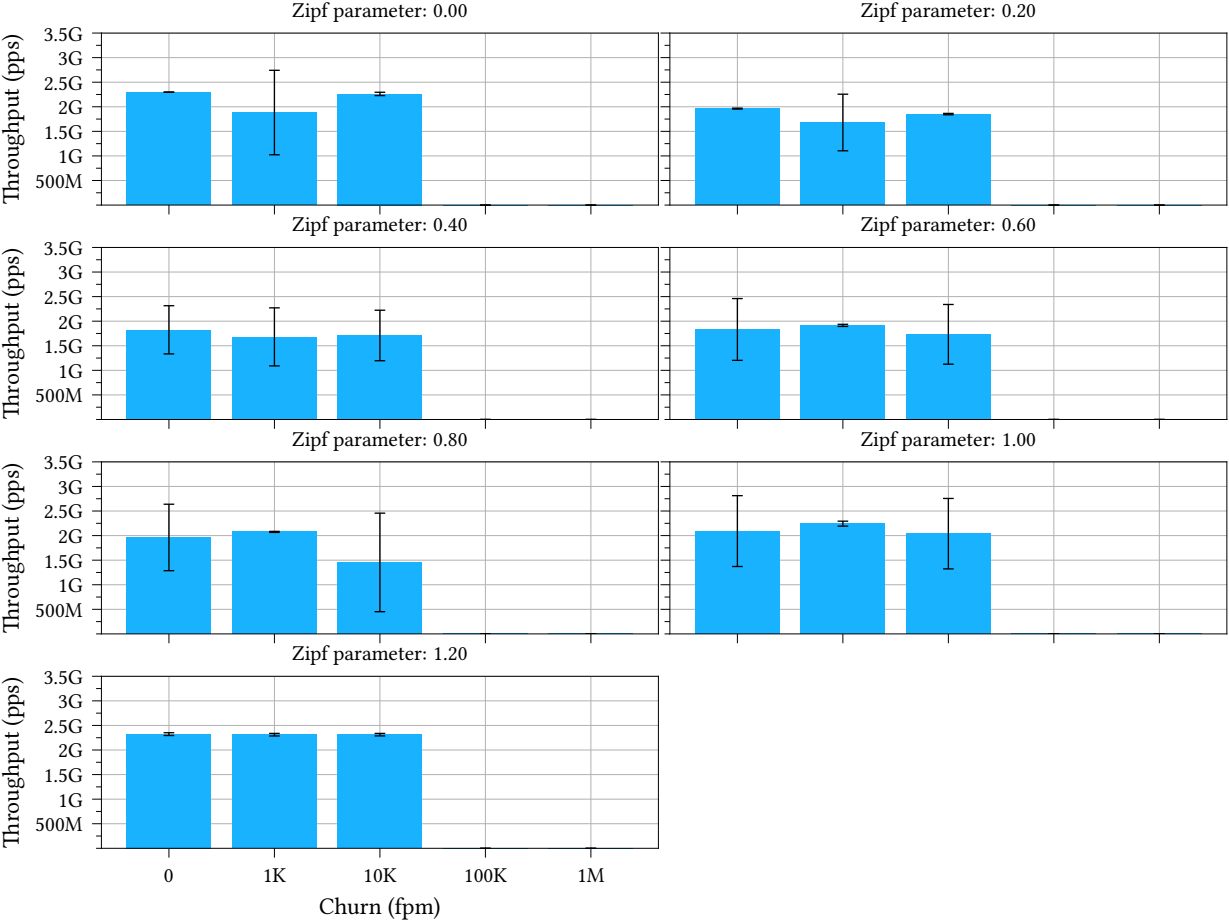 Zipf parameter: 0.00
Zipf parameter: 0.20
Throughput (pps)
3.5G
3G
2.5G
2G
1.5G
1G
500M
Zipf parameter: 0.40
Zipf parameter: 0.60
Throughput (pps)
3.5G
3G
2.5G
2G
1.5G
1G
500M
Zipf parameter: 0.80
Zipf parameter: 1.00
Throughput (pps)
3.5G
3G
2.5G
2G
1.5G
1G
500M
Zipf parameter: 1.20
Throughput (pps)
3.5G
3G
2.5G
2G
1.5G
1G
500M
0 1K 10K 100K 1M
Churn (fpm)